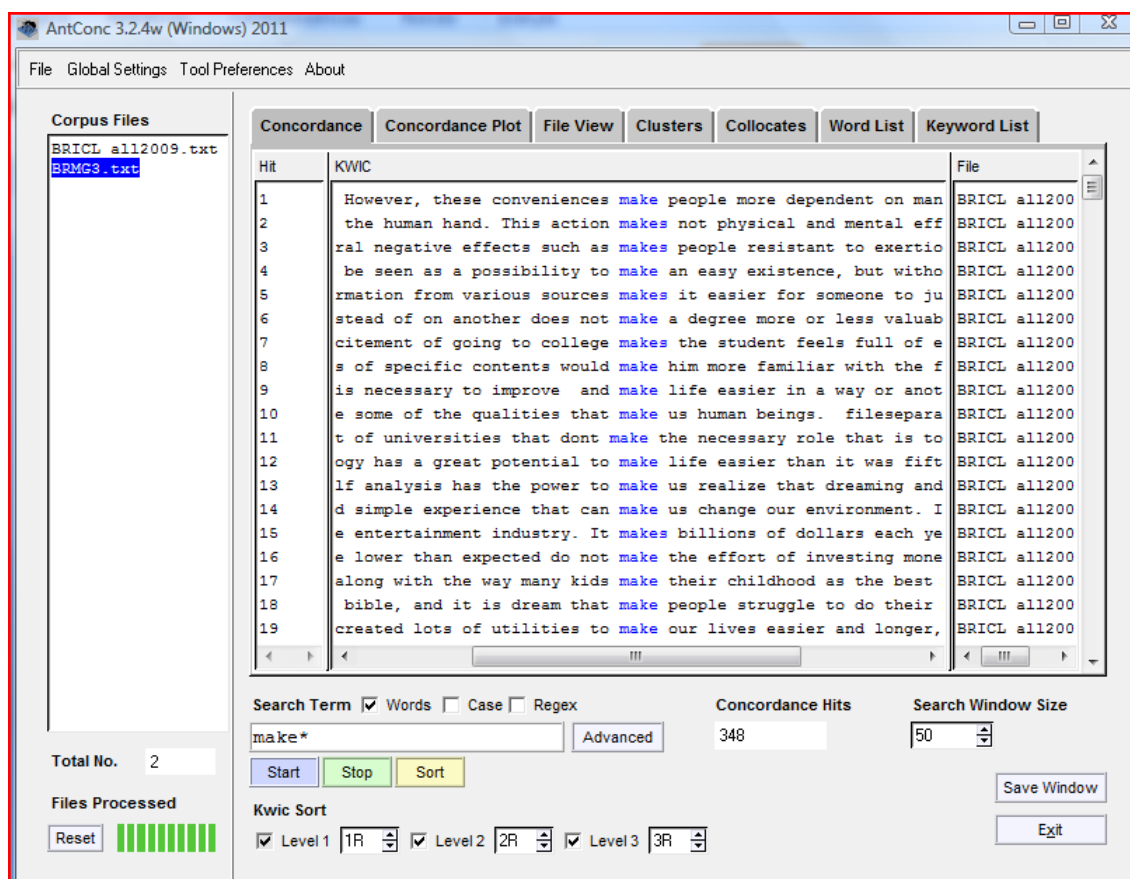 AntConc 3.2.4w (Windows) 2011
File Global Settings Tool Preferences About
Corpus Files
BRICL all2009.txt
BRMG3.txt
Total No. 2
Files Processed
Reset
Concordance Concordance Plot File View Clusters Collocates Word List Keyword List
Hit KWIC File
1 However, these conveniences make people more dependent on man BRICL all200
2 the human hand. This action makes not physical and mental eff BRICL all200
3 ral negative effects such as makes people resistant to exertio BRICL all200
4 be seen as a possibility to make an easy existence, but witho BRICL all200
5 rmation from various sources makes it easier for someone to ju BRICL all200
6 stead of on another does not make a degree more or less valuab BRICL all200
7 citement of going to college makes the student feels full of e BRICL all200
8 s of specific contents would make him more familiar with the f BRICL all200
9 is necessary to improve and make life easier in a way or anot BRICL all200
10 e some of the qualities that make us human beings. filesepara BRICL all200
11 t of universities that dont make the necessary role that is to BRICL all200
12 ogy has a great potential to make life easier than it was fift BRICL all200
13 lf analysis has the power to make us realize that dreaming and BRICL all200
14 d simple experience that can make us change our environment. I BRICL all200
15 e entertainment industry. It makes billions of dollars each ye BRICL all200
16 e lower than expected do not make the effort of investing mone BRICL all200
17 along with the way many kids make their childhood as the best BRICL all200
18 bible, and it is dream that make people struggle to do their BRICL all200
19 created lots of utilities to make our lives easier and longer, BRICL all200
Search Term Words Case Regex Concordance Hits Search Window Size
make* Advanced 348 50
Start Stop Sort
Save Window
Kwic Sort
Exit
Level 1 1R Level 2 2R Level 3 3R